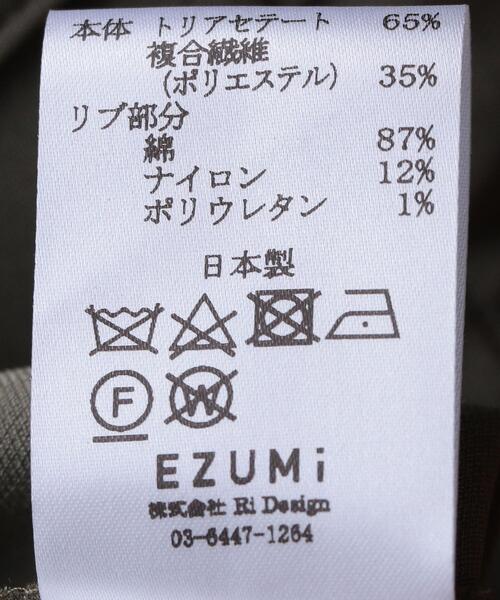 本体 トリアセテート 65%
複合繊維
(ポリエステル) 35%
リブ部分
綿 87%
ナイロン 12%
ポリウレタン 1%
日本製
F W
EZUMi
株式会社 Ri Design
03-6447-1264